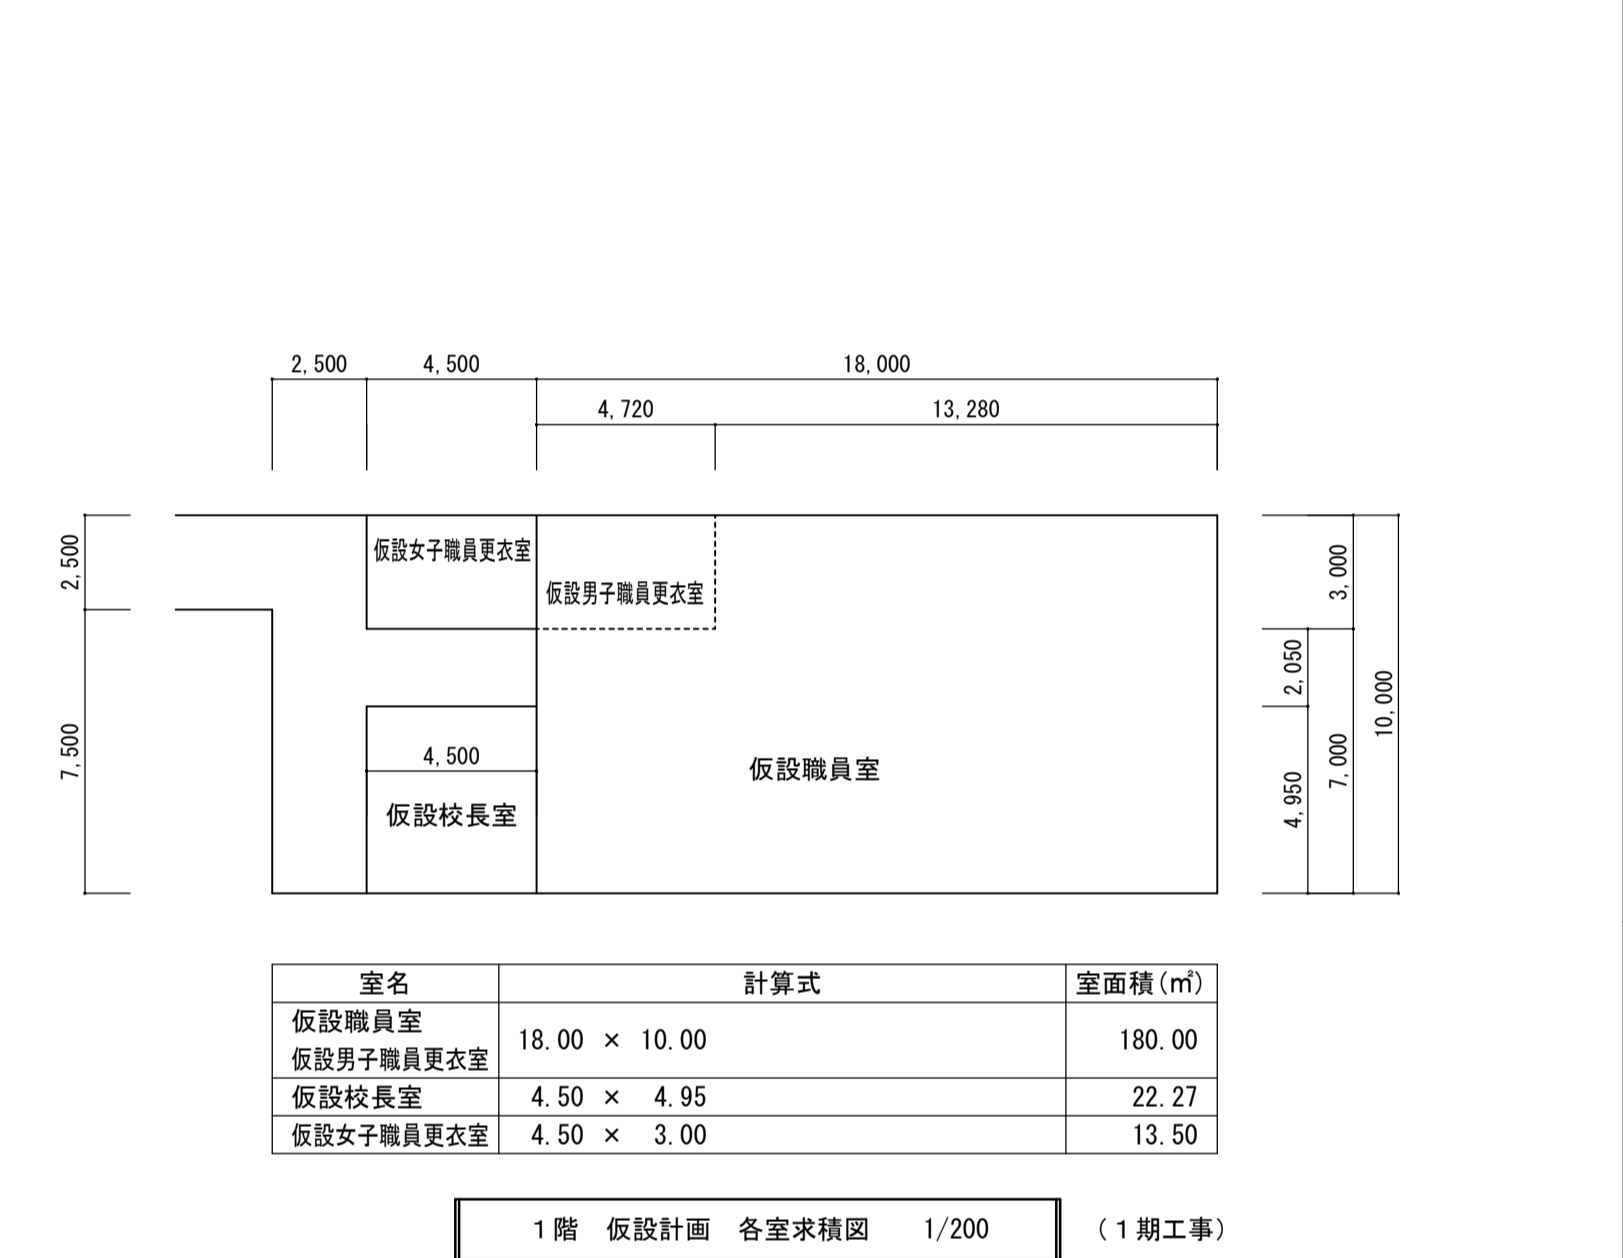 2,500 4,500 18,000
4,720 13,280
2,500
7,500
仮設女子職員更衣室
仮設男子職員更衣室
4,500
仮設校長室
仮設職員室
3,000
2,050
10,000
7,000
4,950
室名 計算式 室面積(㎡)
仮設職員室
仮設男子職員更衣室
18.00 × 10.00 180.00
仮設校長室 4.50 × 4.95 22.27
仮設女子職員更衣室 4.50 × 3.00 13.50
1階 仮設計画 各室求積図 1/200 (1期工事)